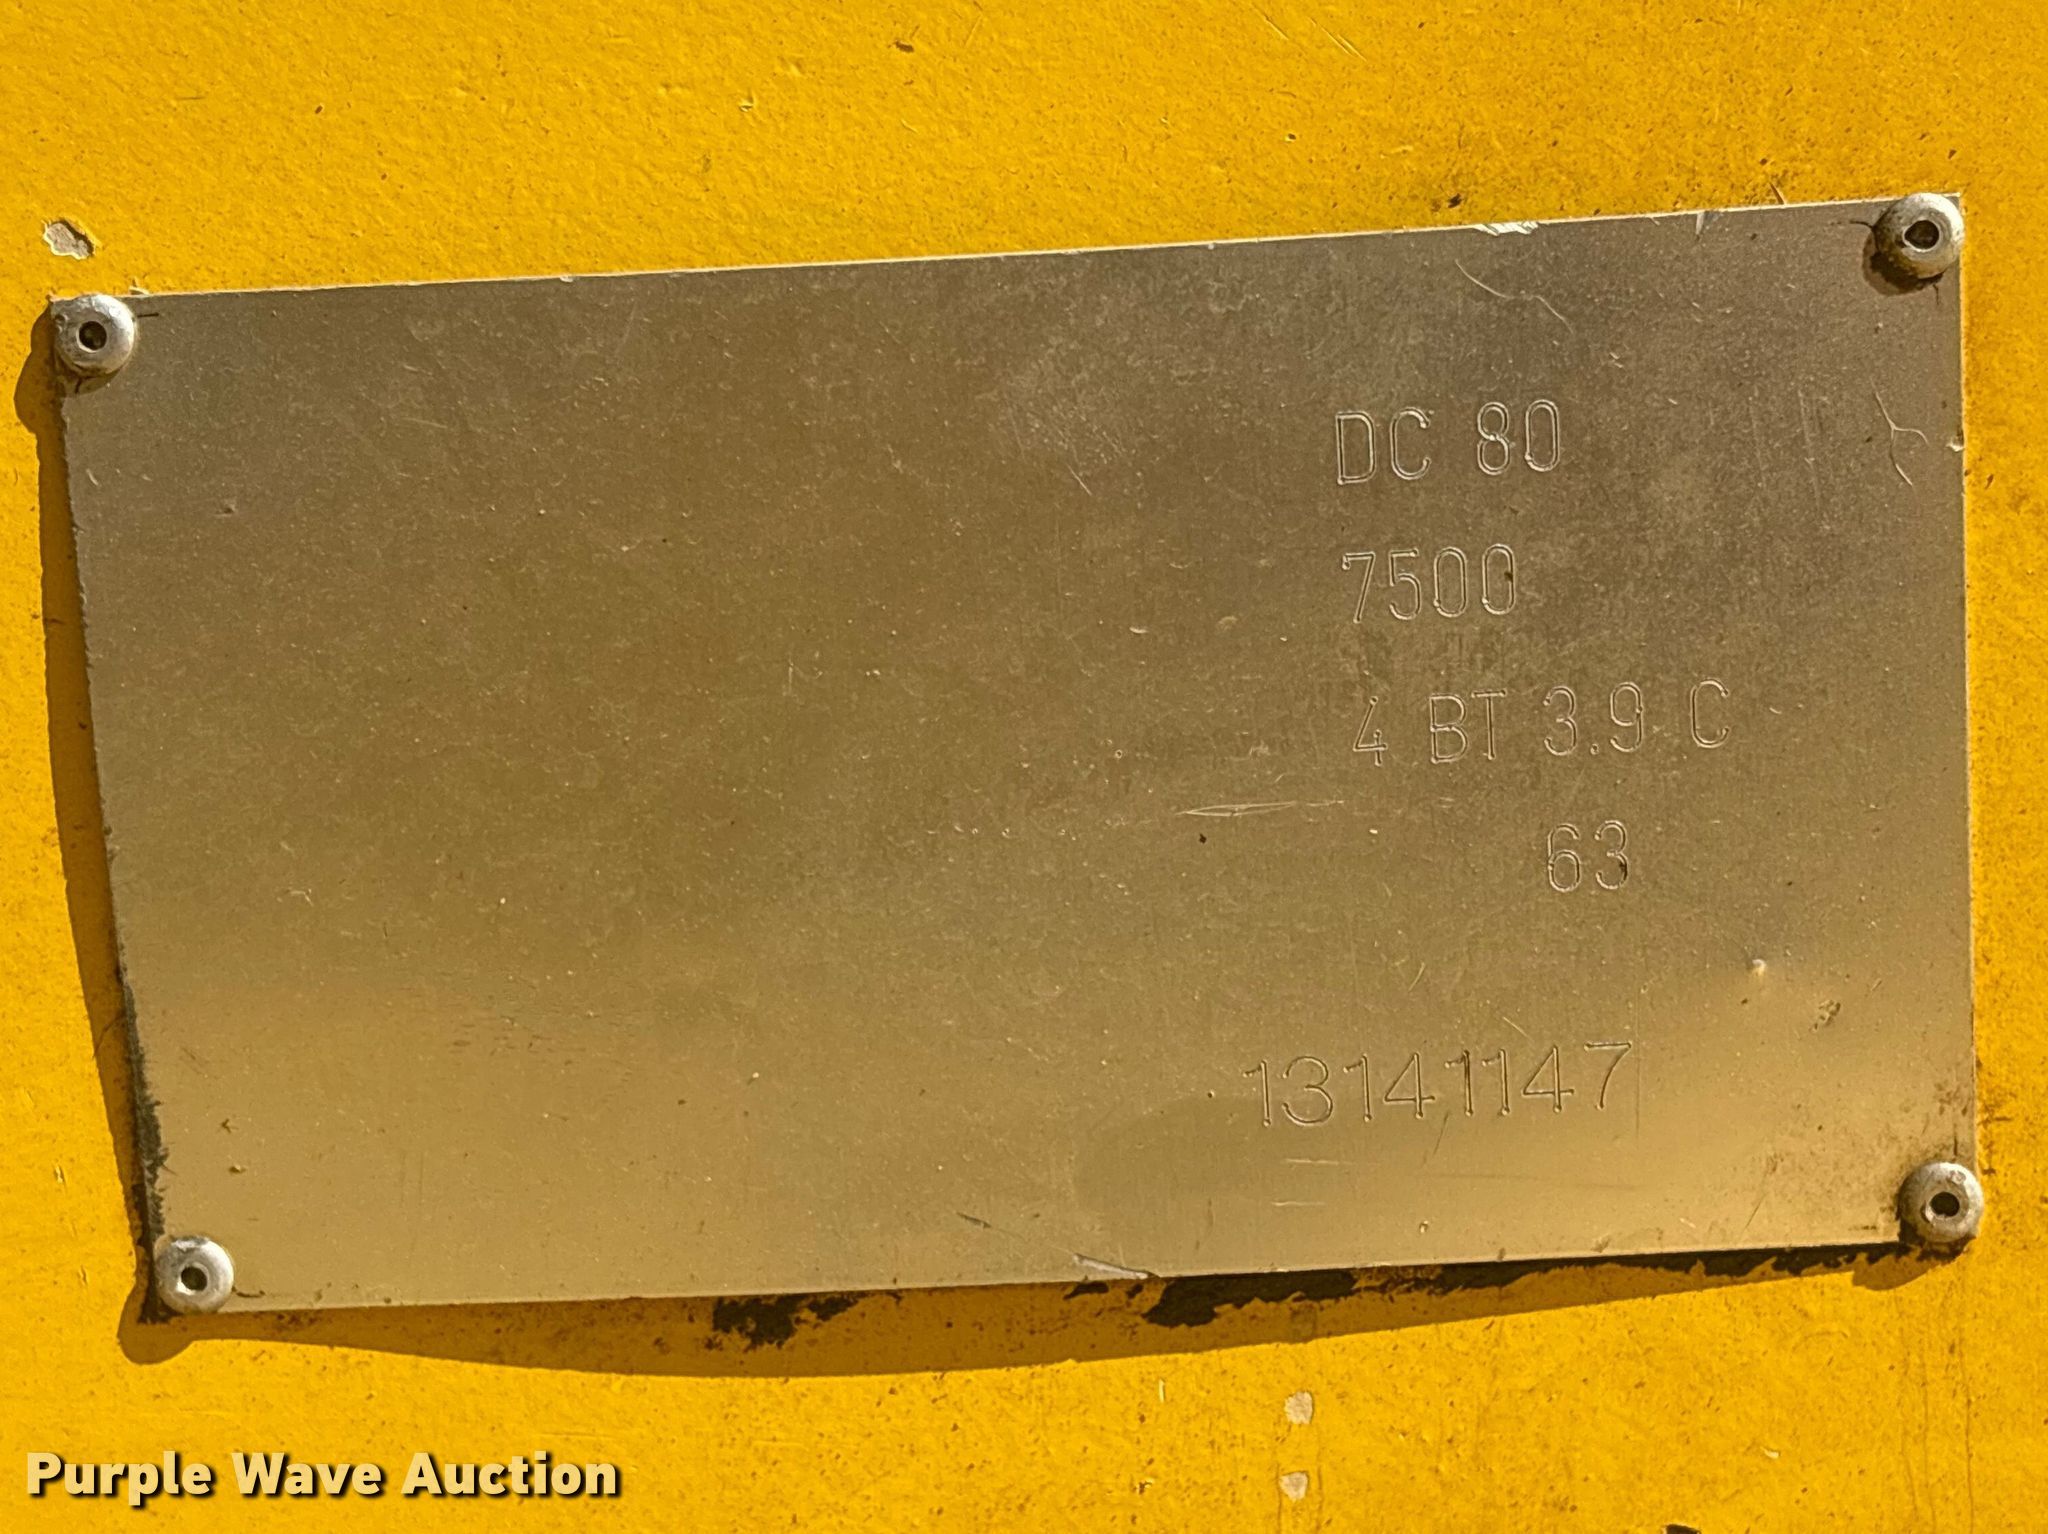 DC 80
7500
4 BT 3.9 C
63
13141147
Purple Wave Auction